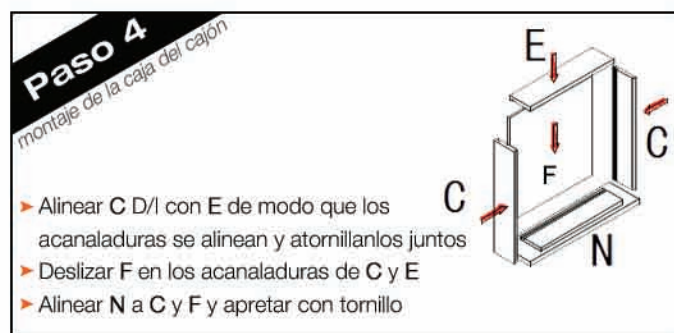 Paso 4
montaje de la caja del cajón
E
C
F
C
N
➤ Alinear C D/I con E de modo que los
acanaladuras se alinean y atornillanlos juntos
➤ Deslizar F en los acanaladuras de C y E
➤ Alinear N a C y F y apretar con tornillo